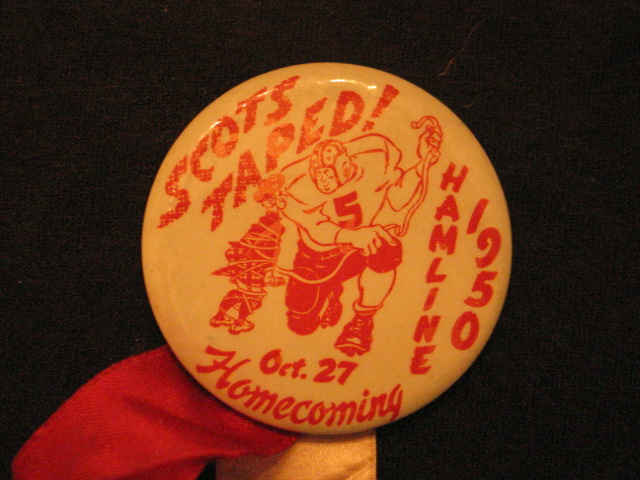 SCOTS
TAPED!
5
HAMLINE
1950
Oct. 27
Homecoming